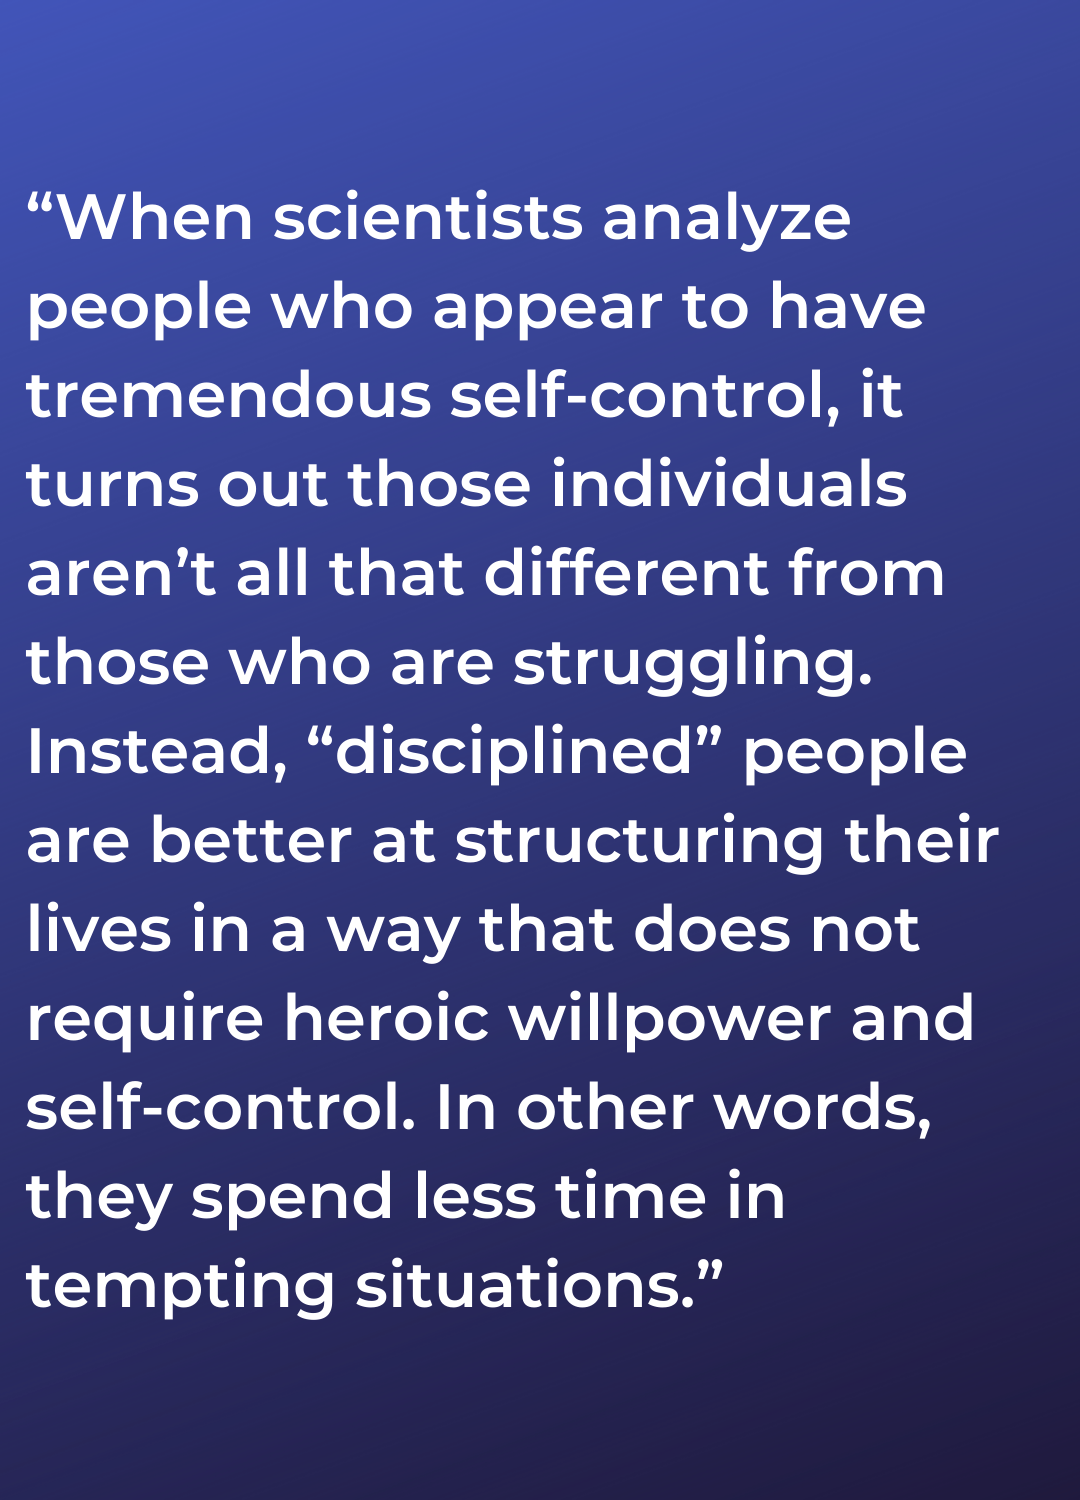 “When scientists analyze
people who appear to have
tremendous self-control, it
turns out those individuals
aren’t all that different from
those who are struggling.
Instead, “disciplined” people
are better at structuring their
lives in a way that does not
require heroic willpower and
self-control. In other words,
they spend less time in
tempting situations.”